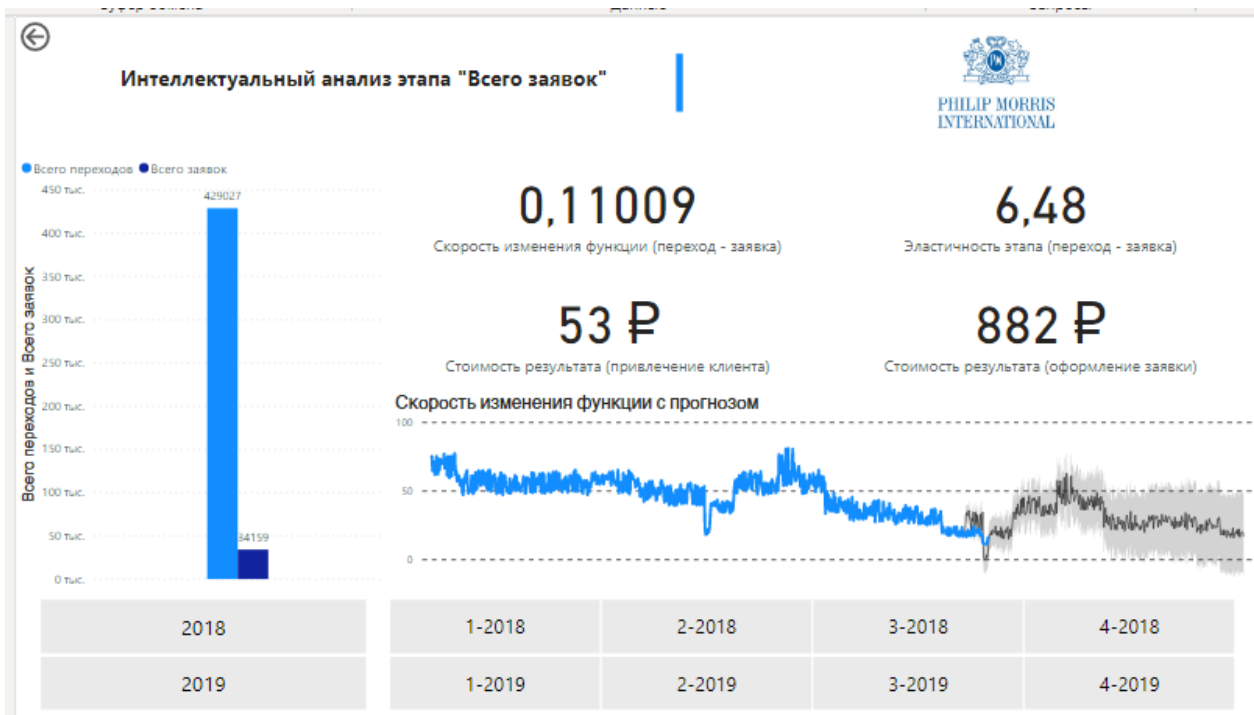 Интеллектуальный анализ этапа "Всего заявок"
PHILIP MORRIS
INTERNATIONAL
Всего переходов Всего заявок
Всего переходов и Всего заявок
450 тыс.
400 тыс.
350 тыс.
300 тыс.
250 тыс.
200 тыс.
150 тыс.
100 тыс.
50 тыс.
0 тыс.
429027
34159
0,11009
Скорость изменения функции (переход - заявка)
6,48
Эластичность этапа (переход - заявка)
53 ₽
Стоимость результата (привлечение клиента)
882 ₽
Стоимость результата (оформление заявки)
Скорость изменения функции с прогнозом
100
50
0
2018
2019
1-2018 2-2018 3-2018 4-2018
1-2019 2-2019 3-2019 4-2019